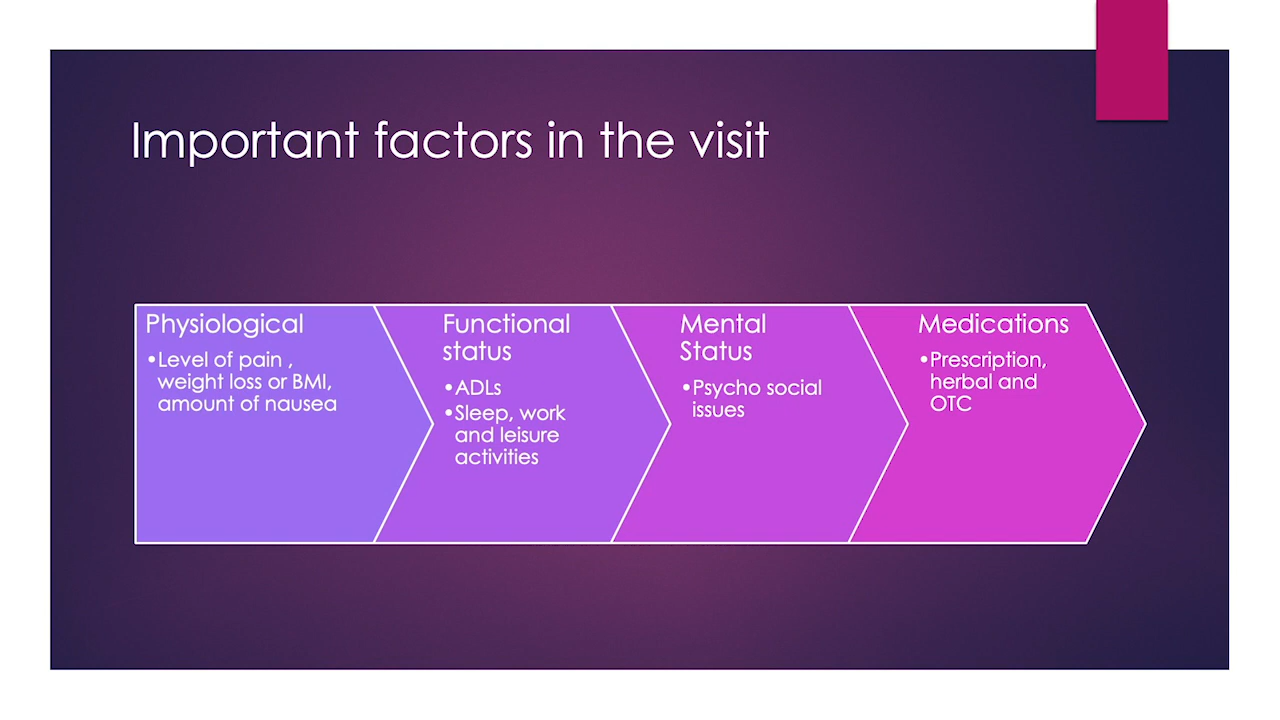 Important factors in the visit
Physiological
•Level of pain ,
weight loss or BMI,
amount of nausea
Functional
status
•ADLs
•Sleep, work
and leisure
activities
Mental
Status
•Psycho social
issues
Medications
•Prescription,
herbal and
OTC